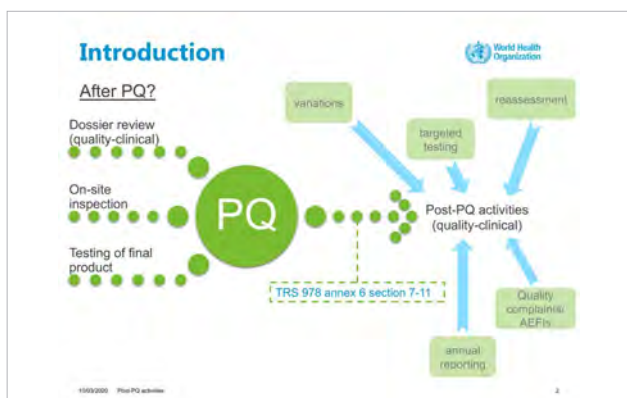 Introduction
World Health
Organization
After PQ?
Dossier review
(quality-clinical)
On-site
inspection
Testing of final
product
PQ
TRS 978 annex 6 section 7-11
variations
targeted
testing
reassessment
Post-PQ activities
(quality-clinical)
Quality
complaints/
AEFIs
annual
reporting
Post-PQ activities
2